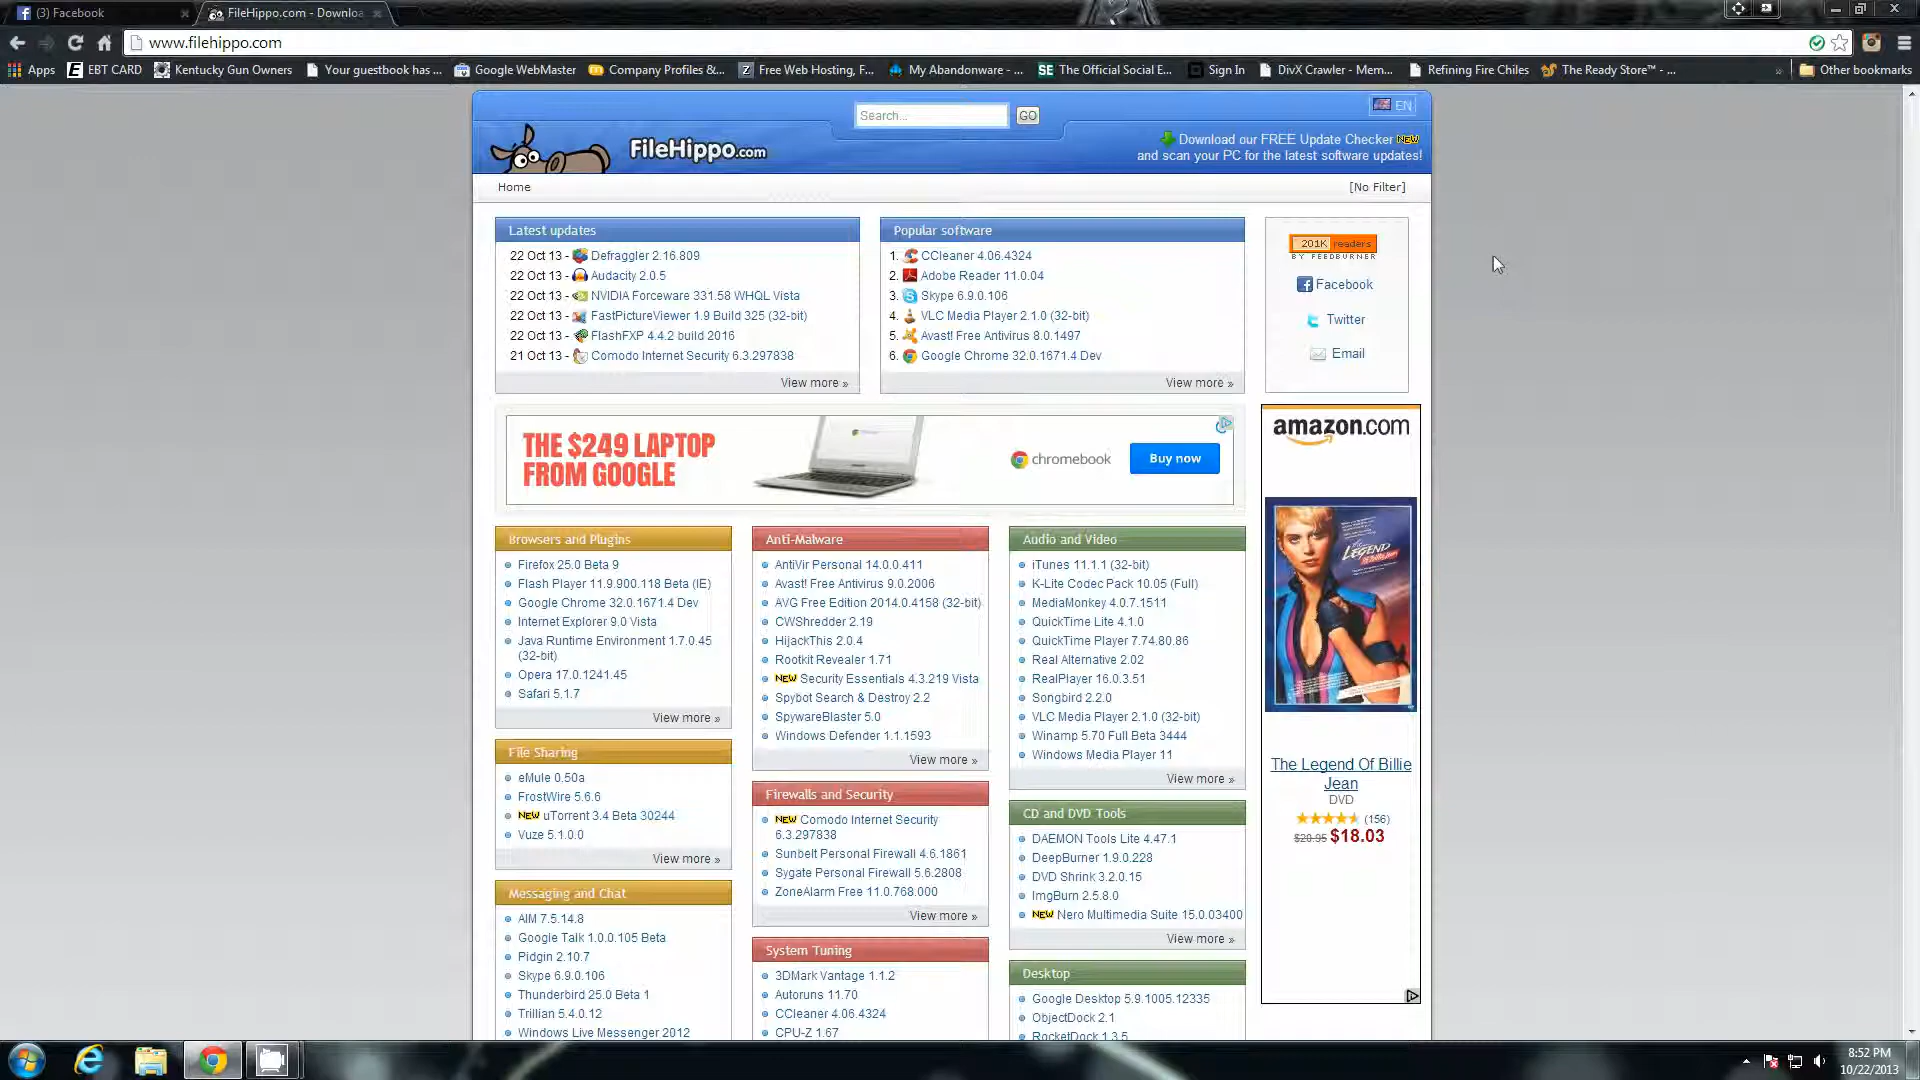 (3) Facebook
FileHippo.com - Downloa
www.filehippo.com
Apps
EBT CARD
Kentucky Gun Owners
Your guestbook has ...
Google WebMaster
Company Profiles &...
Free Web Hosting, F...
My Abandonware - ...
The Official Social E...
Sign In
DivX Crawler - Mem...
Refining Fire Chiles
The Ready Store™ - ...
»
Other bookmarks
Search...
GO
EN
FileHippo.com
Download our FREE Update Checker NEW
and scan your PC for the latest software updates!
Home
[No Filter]
Latest updates
22 Oct 13 - Defraggler 2.16.809
22 Oct 13 - Audacity 2.0.5
22 Oct 13 - NVIDIA Forceware 331.58 WHQL Vista
22 Oct 13 - FastPictureViewer 1.9 Build 325 (32-bit)
22 Oct 13 - FlashFXP 4.4.2 build 2016
21 Oct 13 - Comodo Internet Security 6.3.297838
View more »
Popular software
1. CCleaner 4.06.4324
2. Adobe Reader 11.0.04
3. Skype 6.9.0.106
4. VLC Media Player 2.1.0 (32-bit)
5. Avast! Free Antivirus 8.0.1497
6. Google Chrome 32.0.1671.4 Dev
View more »
201K readers
BY FEEDBURNER
Facebook
Twitter
Email
THE $249 LAPTOP
FROM GOOGLE
chromebook
Buy now
amazon.com
The Legend Of Billie
Jean
DVD
(156)
$20.95 $18.03
Browsers and Plugins
Firefox 25.0 Beta 9
Flash Player 11.9.900.118 Beta (IE)
Google Chrome 32.0.1671.4 Dev
Internet Explorer 9.0 Vista
Java Runtime Environment 1.7.0.45
(32-bit)
Opera 17.0.1241.45
Safari 5.1.7
View more »
File Sharing
eMule 0.50a
FrostWire 5.6.6
NEW uTorrent 3.4 Beta 30244
Vuze 5.1.0.0
View more »
Messaging and Chat
AIM 7.5.14.8
Google Talk 1.0.0.105 Beta
Pidgin 2.10.7
Skype 6.9.0.106
Thunderbird 25.0 Beta 1
Trillian 5.4.0.12
Windows Live Messenger 2012
Anti-Malware
AntiVir Personal 14.0.0.411
Avast! Free Antivirus 9.0.2006
AVG Free Edition 2014.0.4158 (32-bit)
CWShredder 2.19
HijackThis 2.0.4
Rootkit Revealer 1.71
NEW Security Essentials 4.3.219 Vista
Spybot Search & Destroy 2.2
SpywareBlaster 5.0
Windows Defender 1.1.1593
View more »
Firewalls and Security
NEW Comodo Internet Security
6.3.297838
Sunbelt Personal Firewall 4.6.1861
Sygate Personal Firewall 5.6.2808
ZoneAlarm Free 11.0.768.000
View more »
System Tuning
3DMark Vantage 1.1.2
Autoruns 11.70
CCleaner 4.06.4324
CPU-Z 1.67
Audio and Video
iTunes 11.1.1 (32-bit)
K-Lite Codec Pack 10.05 (Full)
MediaMonkey 4.0.7.1511
QuickTime Lite 4.1.0
QuickTime Player 7.74.80.86
Real Alternative 2.02
RealPlayer 16.0.3.51
Songbird 2.2.0
VLC Media Player 2.1.0 (32-bit)
Winamp 5.70 Full Beta 3444
Windows Media Player 11
View more »
CD and DVD Tools
DAEMON Tools Lite 4.47.1
DeepBurner 1.9.0.228
DVD Shrink 3.2.0.15
ImgBurn 2.5.8.0
NEW Nero Multimedia Suite 15.0.03400
View more »
Desktop
Google Desktop 5.9.1005.12335
ObjectDock 2.1
RocketDock 1.3.5
8:52 PM
10/22/2013